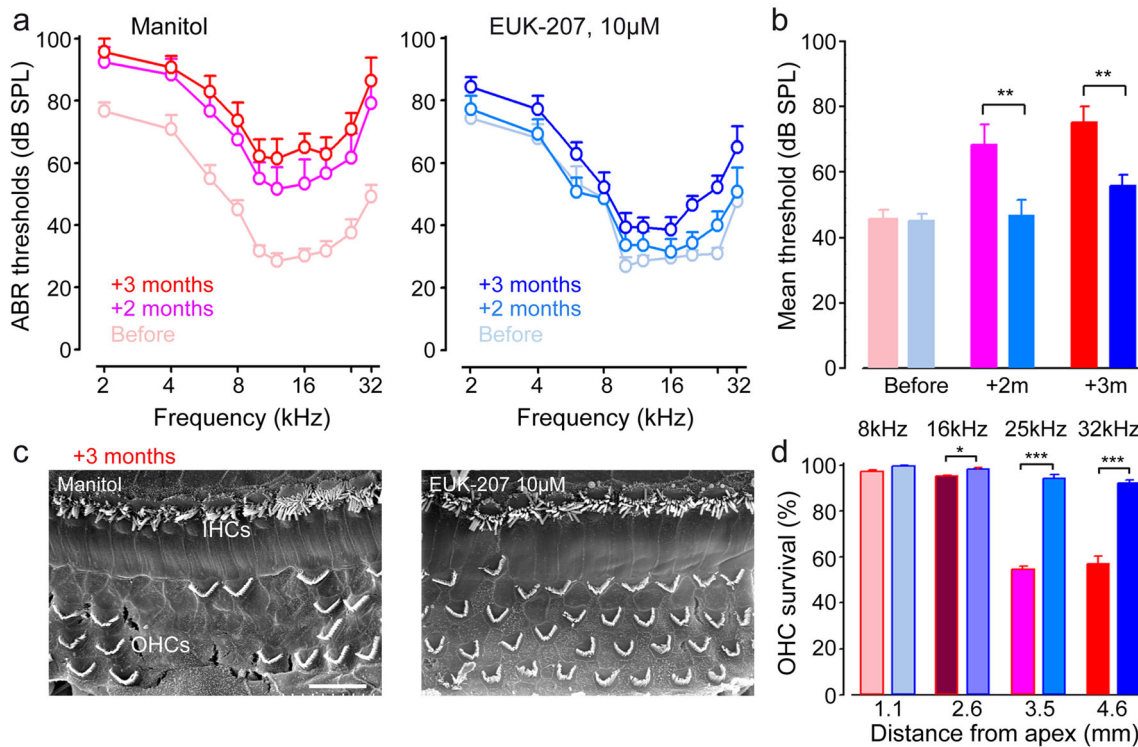 a
Manitol
ABR thresholds (dB SPL)
100
80
60
40
20
0
+3 months
+2 months
Before
2
4
8
16
32
Frequency (kHz)
EUK-207, 10µM
100
80
60
40
20
0
+3 months
+2 months
Before
2
4
8
16
32
Frequency (kHz)
b
Mean threshold (dB SPL)
100
80
60
40
20
0
**
**
Before
+2m
+3m
c
+3 months
Manitol
IHCs
OHCs
EUK-207 10µM
d
8kHz
16kHz
25kHz
32kHz
OHC survival (%)
100
80
60
40
20
0
*
***
***
1.1
2.6
3.5
4.6
Distance from apex (mm)